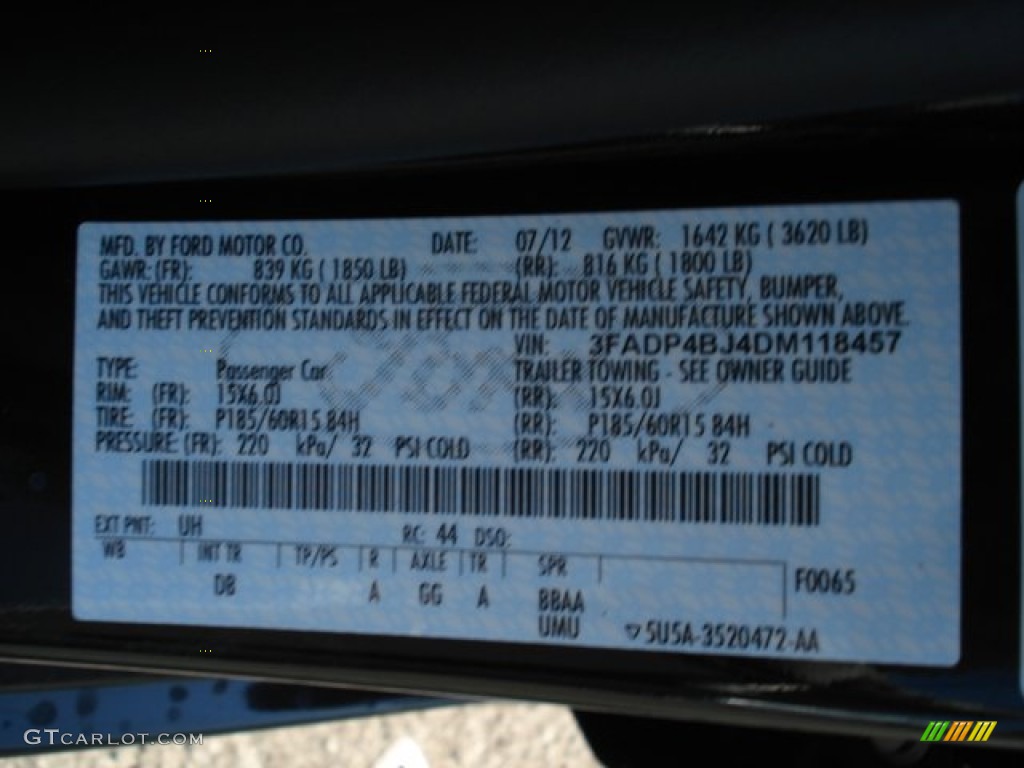 MFD. BY FORD MOTOR CO. DATE: 07/12 GVWR: 1642 KG ( 3620 LB)
GAWR: (FR): 839 KG ( 1850 LB) (RR): 816 KG ( 1800 LB)
THIS VEHICLE CONFORMS TO ALL APPLICABLE FEDERAL MOTOR VEHICLE SAFETY, BUMPER,
AND THEFT PREVENTION STANDARDS IN EFFECT ON THE DATE OF MANUFACTURE SHOWN ABOVE.
VIN: 3FADP4BJ4DM118457
TYPE: Passenger Car TRAILER TOWING - SEE OWNER GUIDE
RIM: (FR): 15X6.0J (RR): 15X6.0J
TIRE: (FR): P185/60R15 84H (RR): P185/60R15 84H
PRESSURE: (FR): 220 kPa/ 32 PSI COLD (RR): 220 kPa/ 32 PSI COLD
EXT PNT: UH RC: 44 DSO:
WB INT TR TP/PS R AXLE TR SPR
D8 A GG A BBAA F0065
UMU ▽5U5A-3520472-AA
GTCARLOT.COM